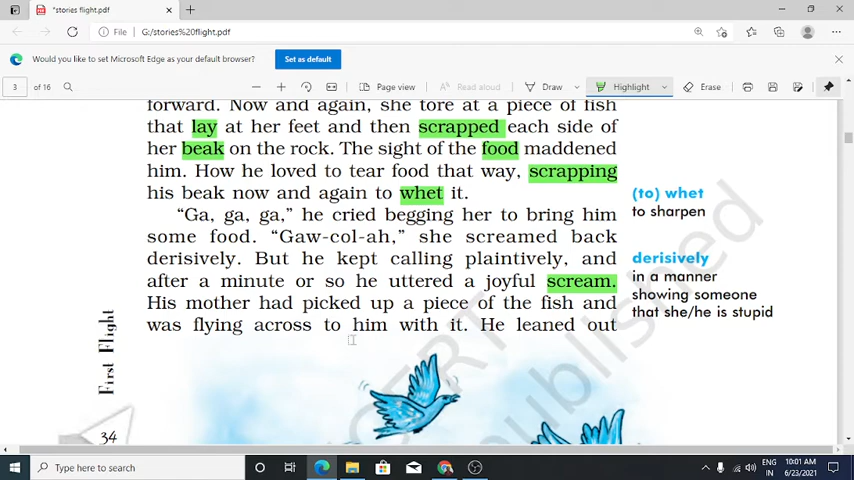 *stories flight.pdf
File G:/stories%20flight.pdf
Would you like to set Microsoft Edge as your default browser? Set as default
3 of 16 Page view Read aloud Draw Highlight Erase
forward. Now and again, she tore at a piece of fish
that lay at her feet and then scrapped each side of
her beak on the rock. The sight of the food maddened
him. How he loved to tear food that way, scrapping
his beak now and again to whet it.
(to) whet
to sharpen
“Ga, ga, ga,” he cried begging her to bring him
some food. “Gaw-col-ah,” she screamed back
derisively. But he kept calling plaintively, and
after a minute or so he uttered a joyful scream.
His mother had picked up a piece of the fish and
was flying across to him with it. He leaned out
derisively
in a manner
showing someone
that she/he is stupid
First Flight
34
NCERT
published
Type here to search
ENG
IN
10:01 AM
6/23/2021